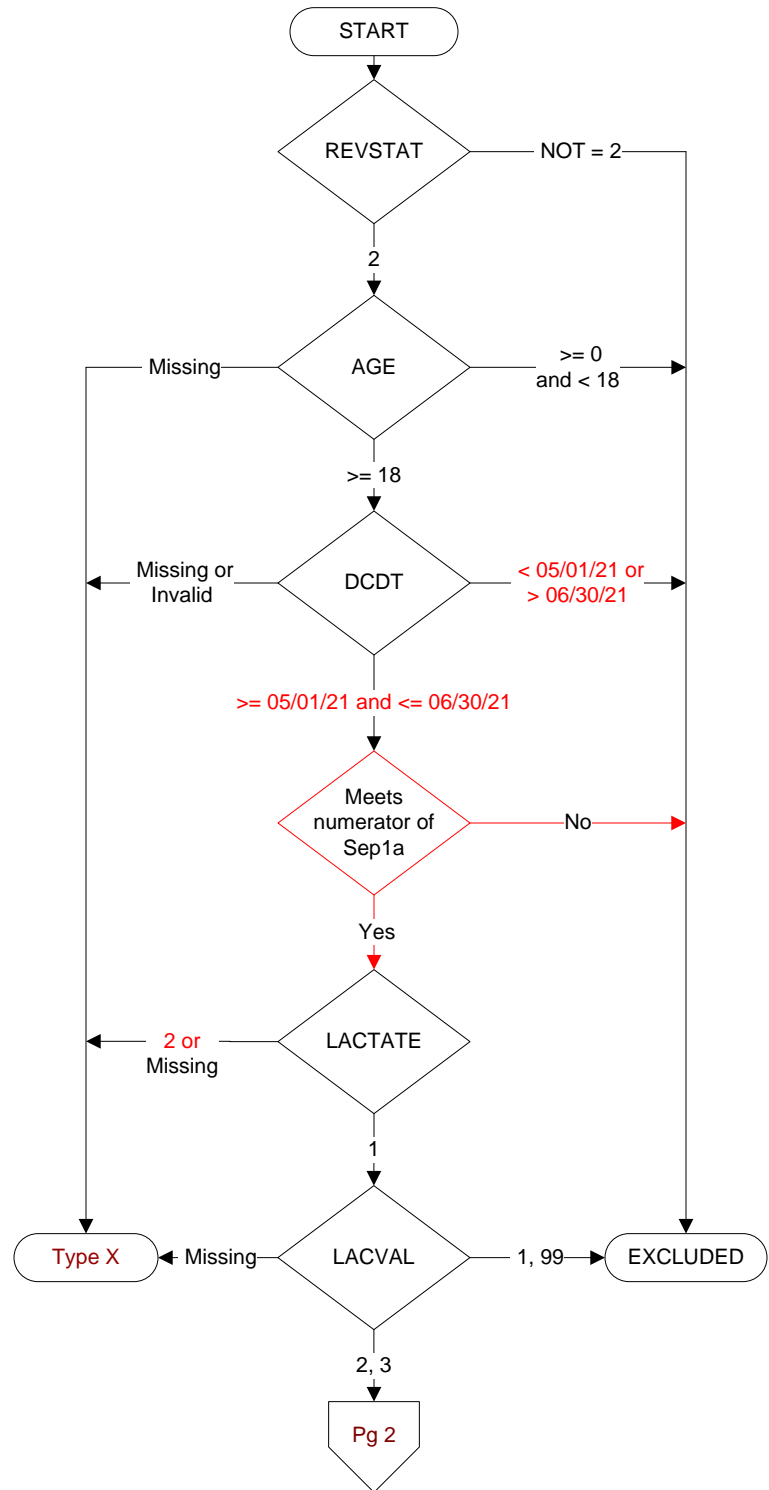 START
REVSTAT
NOT = 2
2
AGE
Missing
>= 0
and < 18
>= 18
DCDT
Missing or
Invalid
< 05/01/21 or
> 06/30/21
>= 05/01/21 and <= 06/30/21
Meets
numerator of
Sep1a
No
Yes
LACTATE
2 or
Missing
1
Type X
Missing
LACVAL
1, 99
EXCLUDED
2, 3
Pg 2